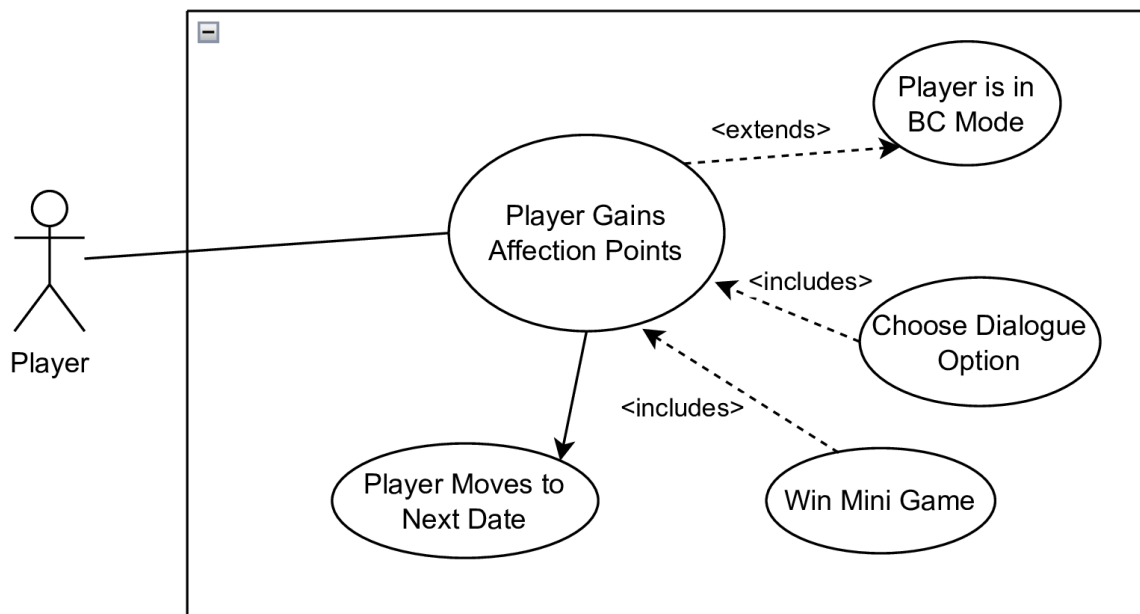 Player is in
BC Mode
<extends>
Player Gains
Affection Points
<includes>
Choose Dialogue
Option
Player
<includes>
Player Moves to
Next Date
Win Mini Game